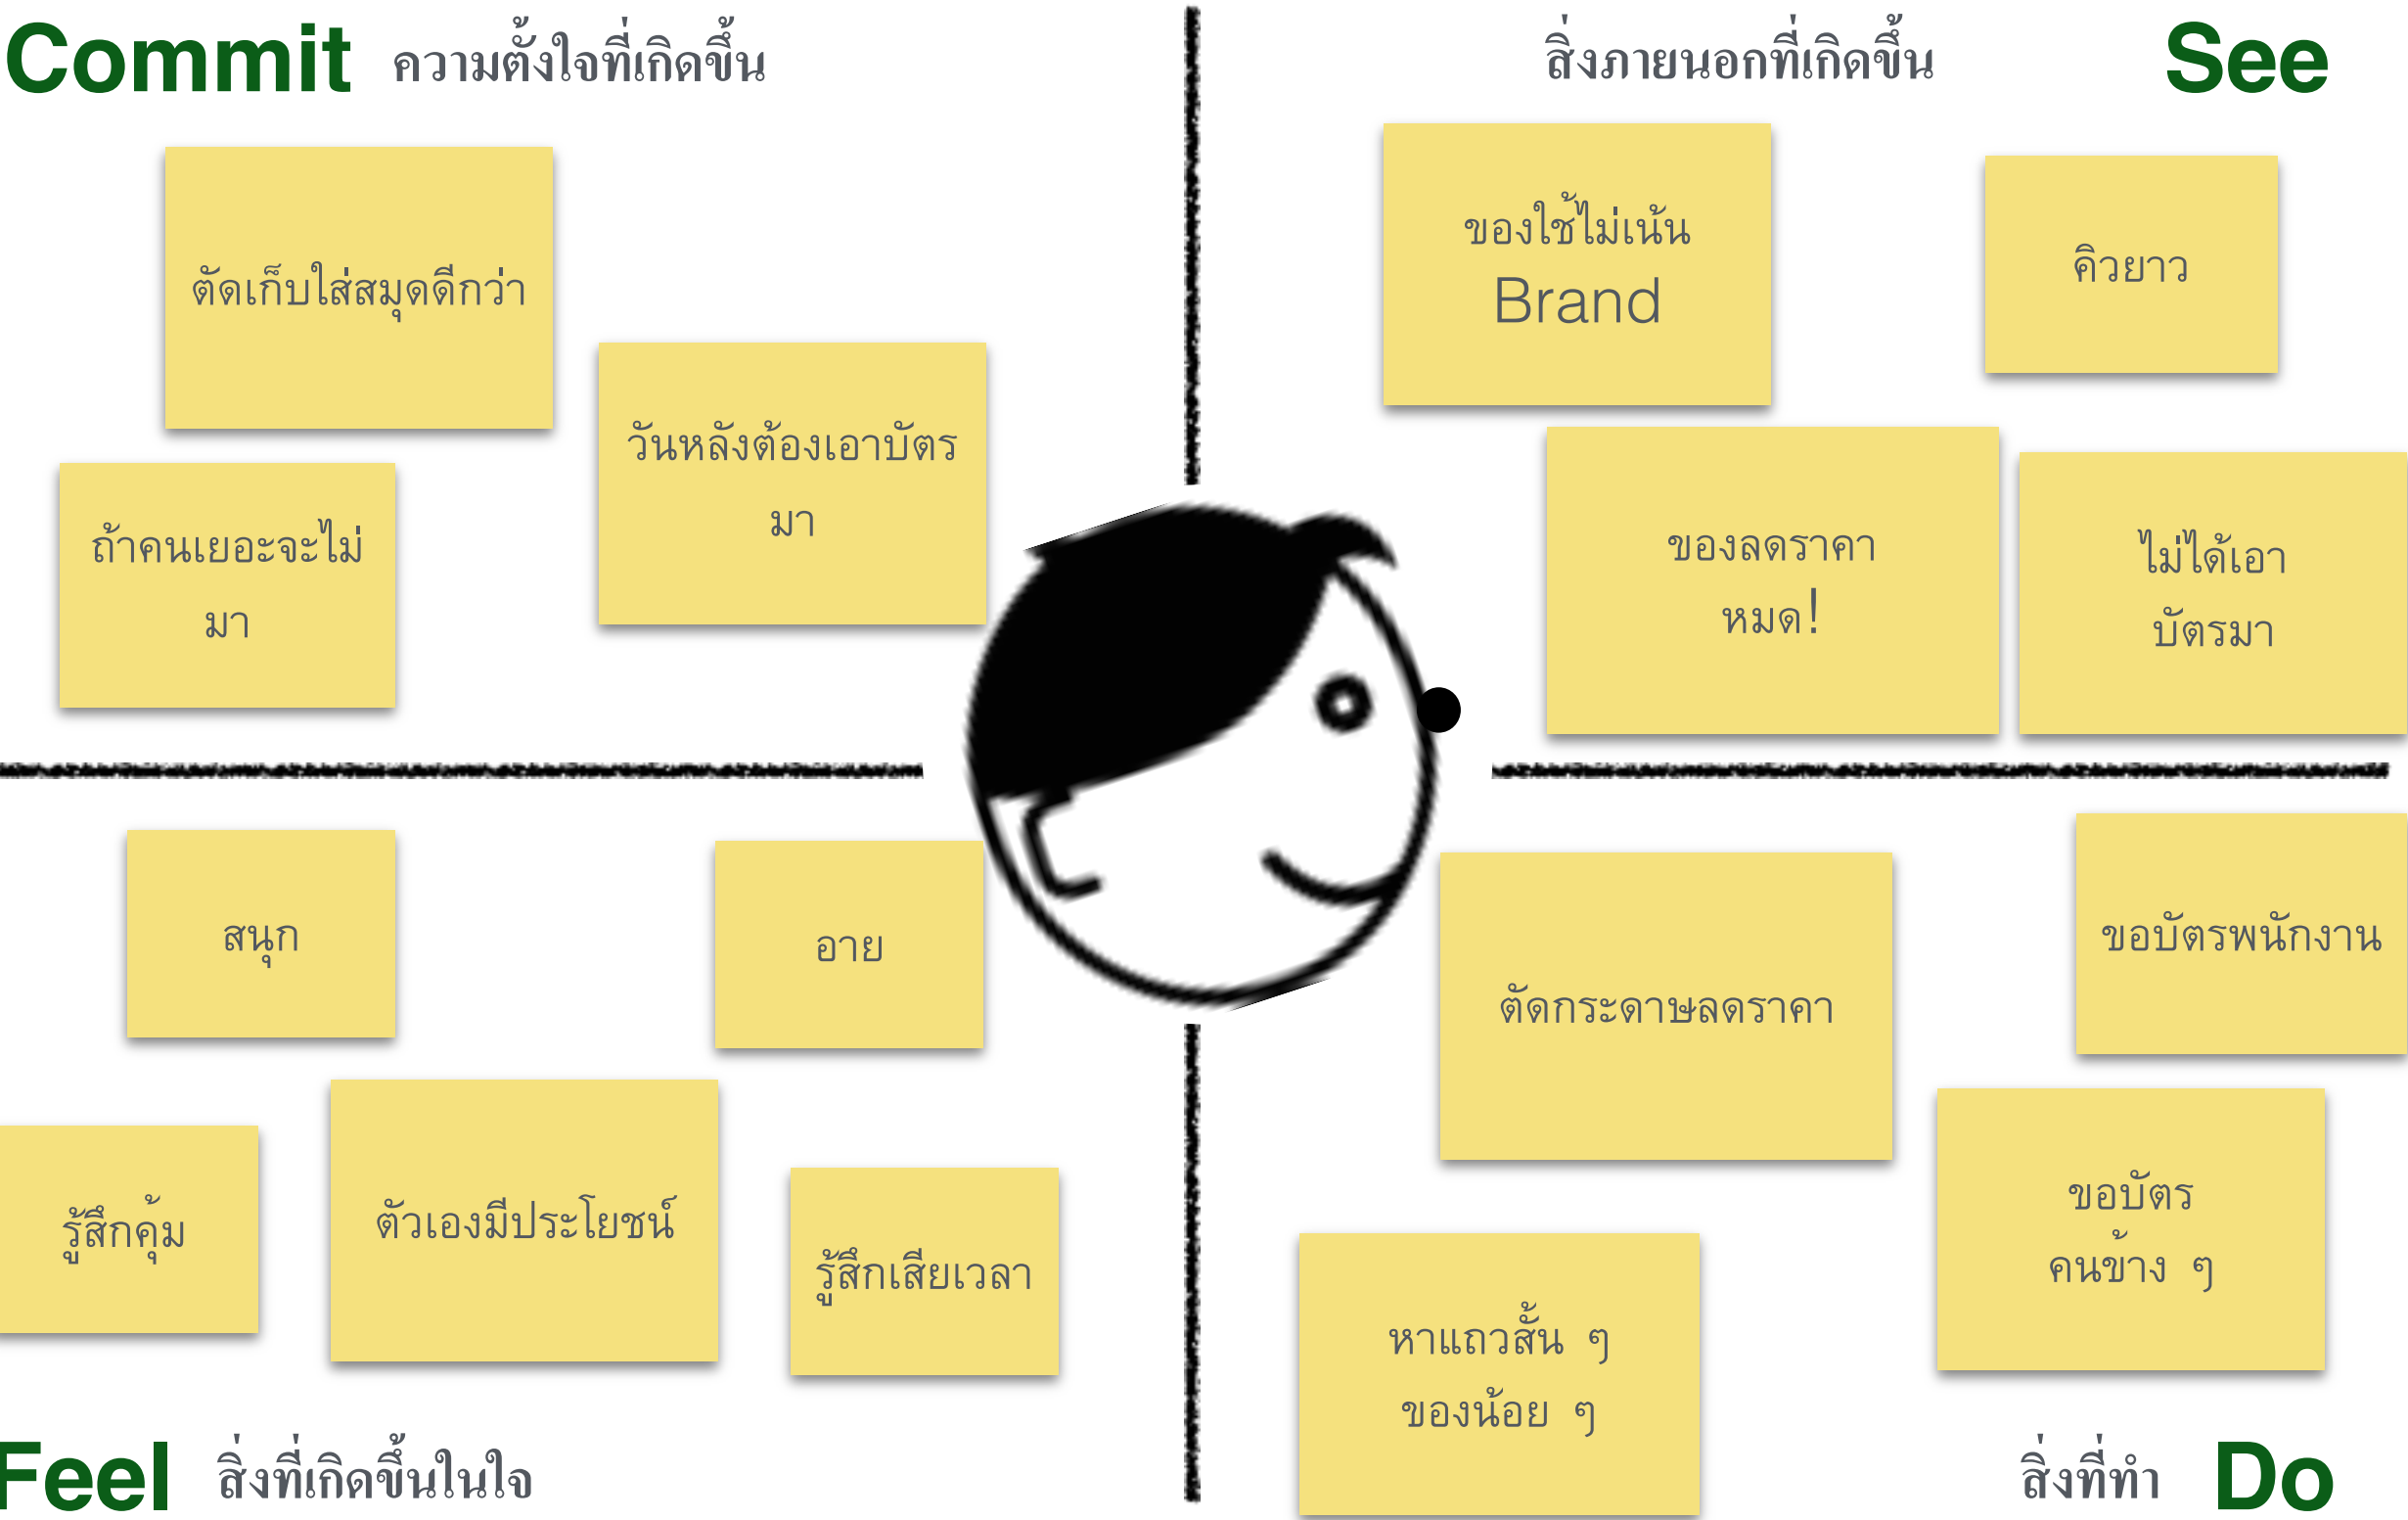 Commit ความตั้งใจที่เกิดขึ้น
ตัดเก็บใส่สมุดดีกว่า
วันหลังต้องเอาบัตร
มา
ถ้าคนเยอะจะไม่
มา
สิ่งภายนอกที่เกิดขึ้น See
ของใช้ไม่เน้น
Brand
คิวยาว
ของลดราคา
หมด!
ไม่ได้เอา
บัตรมา
สนุก
อาย
รู้สึกคุ้ม
ตัวเองมีประโยชน์
รู้สึกเสียเวลา
Feel สิ่งที่เกิดขึ้นในใจ
ตัดกระดาษลดราคา
ขอบัตรพนักงาน
ขอบัตร
คนข้าง ๆ
หาแถวสั้น ๆ
ของน้อย ๆ
สิ่งที่ทำ Do